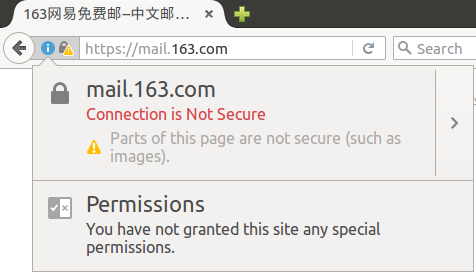 163网易免费邮–中文邮…
https://mail.163.com
Search
mail.163.com
Connection is Not Secure
Parts of this page are not secure (such as
images).
Permissions
You have not granted this site any special
permissions.